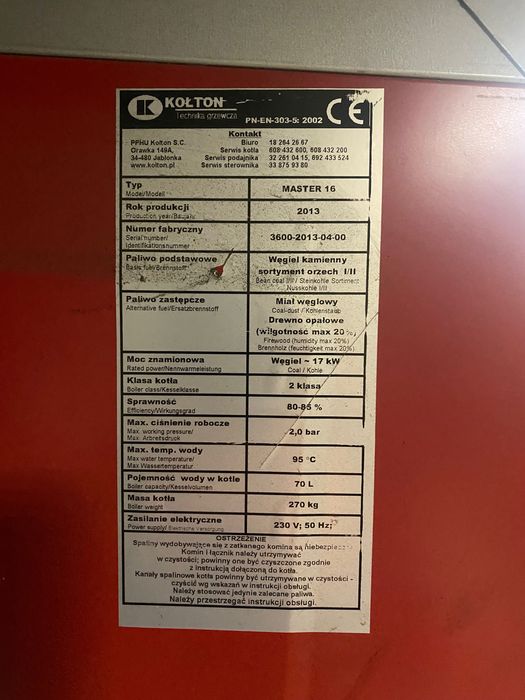 K KOŁTON
Technika grzewcza
PN-EN-303-5: 2002 CE
Kontakt
PPHU Kołton S.C. Biuro 18 264 26 67
Orawka 149A, Serwis kotła 608 432 600, 608 432 200
34-480 Jabłonka Serwis podajnika 32 261 04 15, 692 433 524
www.kolton.pl Serwis sterownika 33 875 93 80
Typ
Model/Modell
MASTER 16
Rok produkcji
Production year/Baujahr
2013
Numer fabryczny
Serial number/
Identifikationsnummer
3600-2013-04-00
Paliwo podstawowe
Basic fuel/Brennstoff
Węgiel kamienny
sortyment orzech I/II
Bean coal I/II / Steinkohle Sortiment
Nusskohle I/II
Paliwo zastępcze
Alternative fuel/Ersatzbrennstoff
Miał węglowy
Coal-dust / Kohlenstaub
Drewno opałowe
(wilgotność max 20%)
Firewood (humidity max 20%)
Brennholz (feuchtigkeit max 20%)
Moc znamionowa
Rated power/Nennwarmeleistung
Węgiel ~ 17 kW
Coal / Kohle
Klasa kotła
Boiler class/Kesselklasse
2 klasa
Sprawność
Efficiency/Wirkungsgrad
80-85 %
Max. ciśnienie robocze
Max. working pressure/
Max. Arbeitsdruck
2,0 bar
Max. temp. wody
Max water temperature/
Max Wassertemperatur
95 °C
Pojemność wody w kotle
Boiler capacity/Kesselvolumen
70 L
Masa kotła
Boiler weight
270 kg
Zasilanie elektryczne
Power supply/ Elektrische Versorgung
230 V; 50 Hz;
OSTRZEŻENIE
Spaliny wydobywające się z zatkanego komina są niebezpieczne
Komin i łącznik należy utrzymywać
w czystości; powinny one być czyszczone zgodnie
z instrukcją dołączoną do kotła.
Kanały spalinowe kotła powinny być utrzymywane w czystości -
czyścić wg wskazań w instrukcji obsługi.
Należy stosować jedynie zalecane paliwa.
Należy przestrzegać instrukcji obsługi.